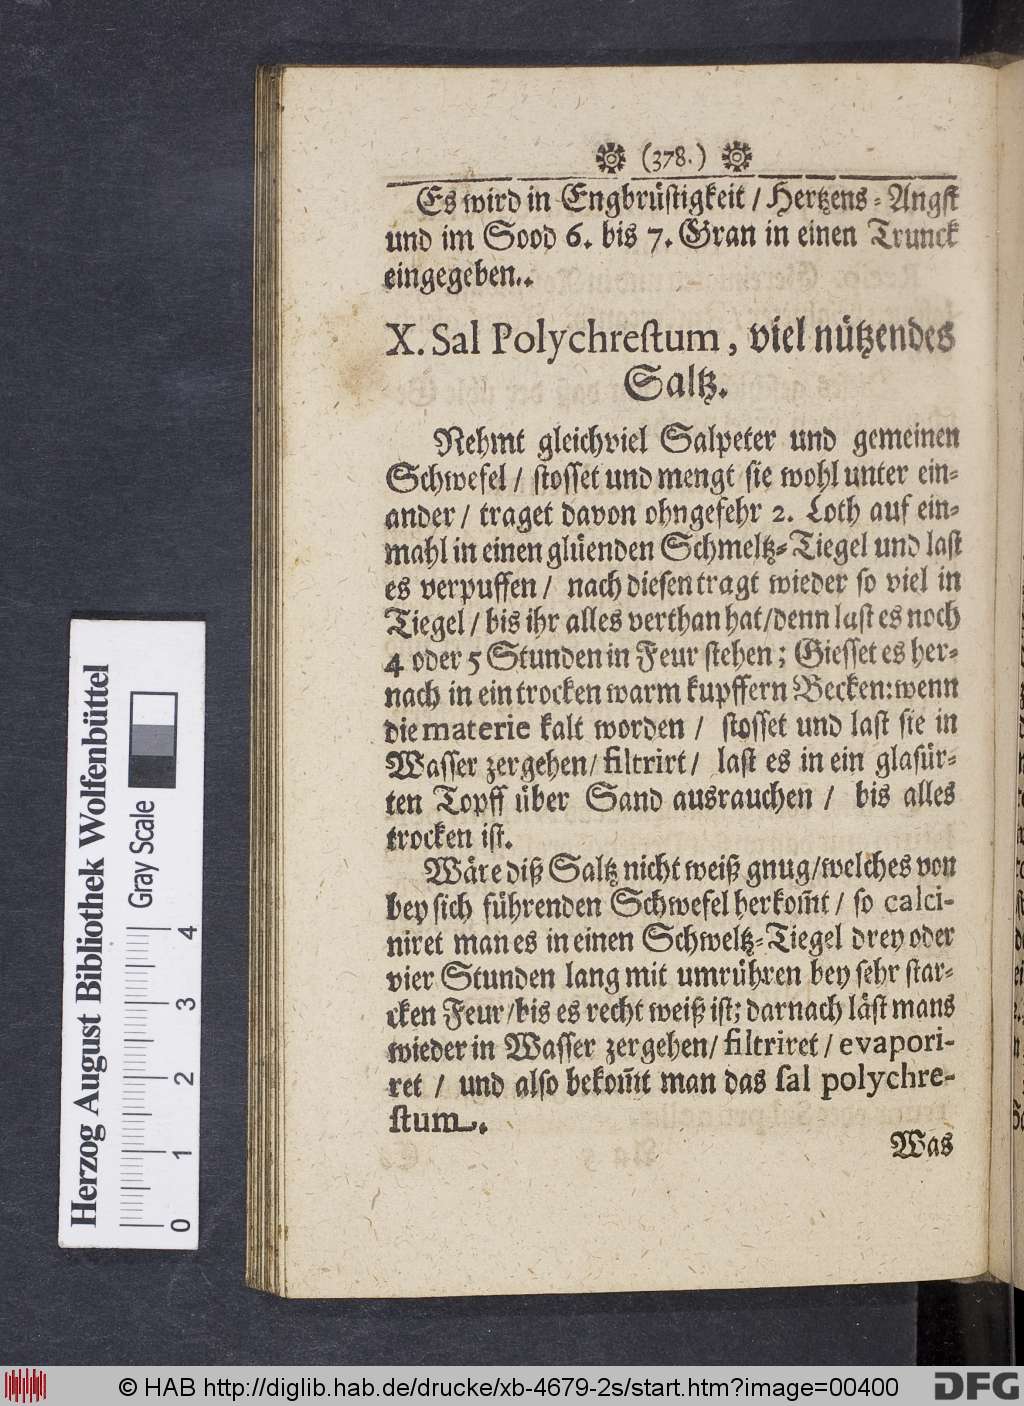 (378.)
Es wird in Engbrüstigkeit / Hertzens-Angst
und im Sood 6. bis 7. Gran in einen Trunck
eingegeben..
X. Sal Polychrestum, viel nützendes
Saltz.
Nehmt gleichviel Salpeter und gemeinen
Schwefel / stosset und mengt sie wohl unter ein-
ander / traget davon ohngefehr 2. Loth auf ein-
mahl in einen glüenden Schmeltz-Tiegel und last
es verpuffen / nach diesen tragt wieder so viel in
Tiegel / bis ihr alles verthan hat/denn last es noch
4 oder 5 Stunden in Feur stehen; Giesset es her-
nach in ein trocken warm kupffern Becken: wenn
die materie kalt worden / stosset und last sie in
Wasser zergehen/ filtrirt / last es in ein glasür-
ten Topff über Sand ausrauchen / bis alles
trocken ist.
Wäre diß Saltz nicht weiß gnug/welches von
bey sich führenden Schwefel herkom̃t / so calci-
niret man es in einen Schweltz-Tiegel drey oder
vier Stunden lang mit umrühren bey sehr star-
cken Feur/bis es recht weiß ist; darnach läst mans
wieder in Wasser zergehen/ filtriret / evapori-
ret / und also bekom̃t man das sal polychre-
stum.
Was
Herzog August Bibliothek Wolfenbüttel
Gray Scale
0 1 2 3 4
© HAB http://diglib.hab.de/drucke/xb-4679-2s/start.htm?image=00400
DFG